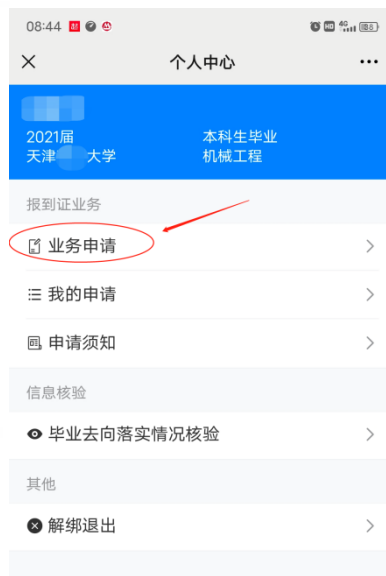 08:44
HD 4G 88
个人中心
2021届 本科生毕业
天津 大学 机械工程
报到证业务
业务申请
我的申请
申请须知
信息核验
毕业去向落实情况核验
其他
解绑退出